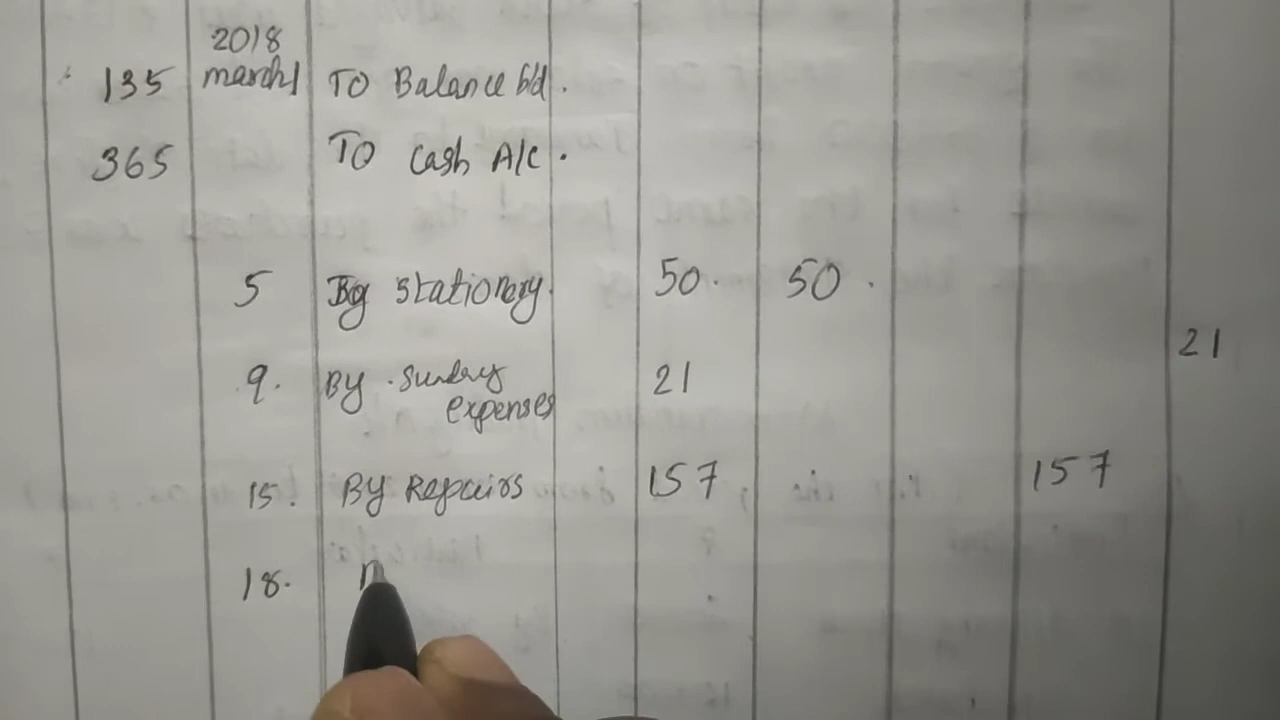 2018
135 march 1 TO Balance b/d.
365 TO Cash A/C.
5 By Stationery. 50. 50.
21
9. By Sundry
expenses 21
15. By Repairs 157 157
18.